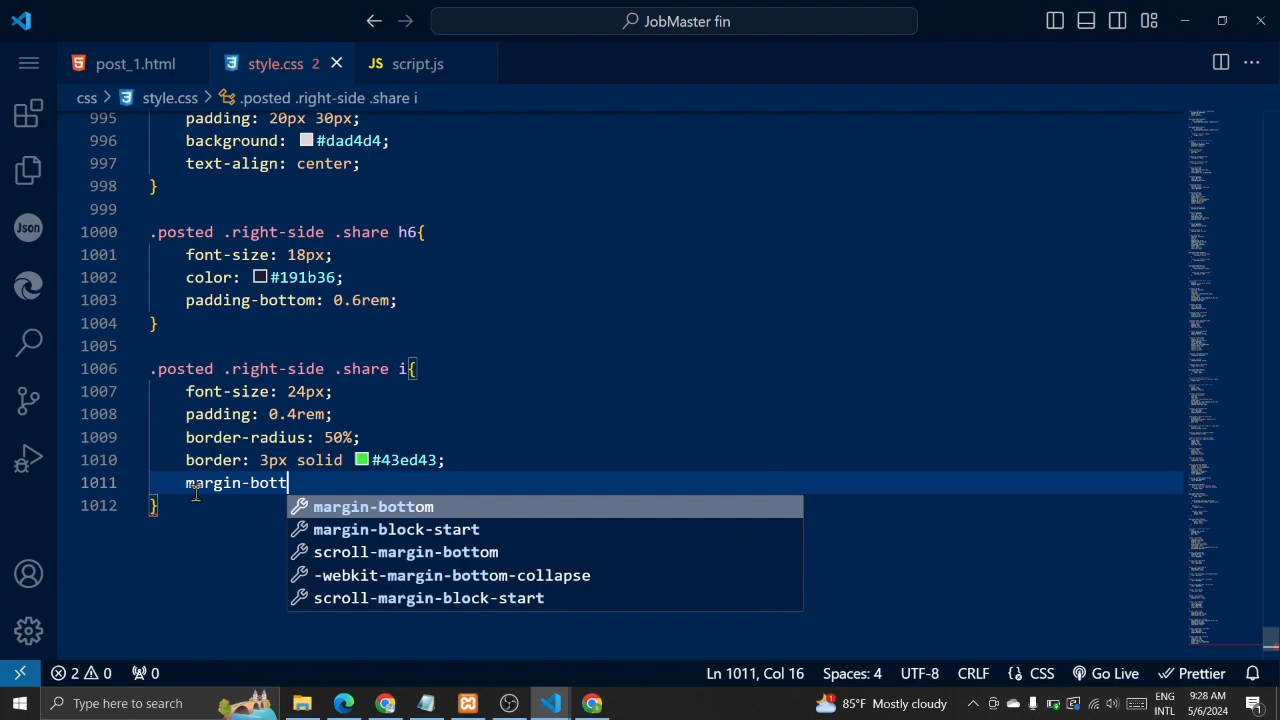 JobMaster fin
post_1.html
style.css 2
JS script.js
css > style.css > .posted .right-side .share i
995 padding: 20px 30px;
996 background: #dad4d4;
997 text-align: center;
998 }
999
1000 .posted .right-side .share h6{
1001 font-size: 18px;
1002 color: #191b36;
1003 padding-bottom: 0.6rem;
1004 }
1005
1006 .posted .right-side .share i{
1007 font-size: 24px;
1008 padding: 0.4rem;
1009 border-radius: 30%;
1010 border: 3px solid #43ed43;
1011 margin-bott
1012 }
margin-bottom
margin-block-start
scroll-margin-bottom
-webkit-margin-bottom-collapse
scroll-margin-block-start
Json
2 0 0
Ln 1011, Col 16
Spaces: 4
UTF-8
CRLF
{} CSS
Go Live
Prettier
Type here to search
85°F Mostly cloudy
ENG
INTL
9:28 AM
5/6/2024